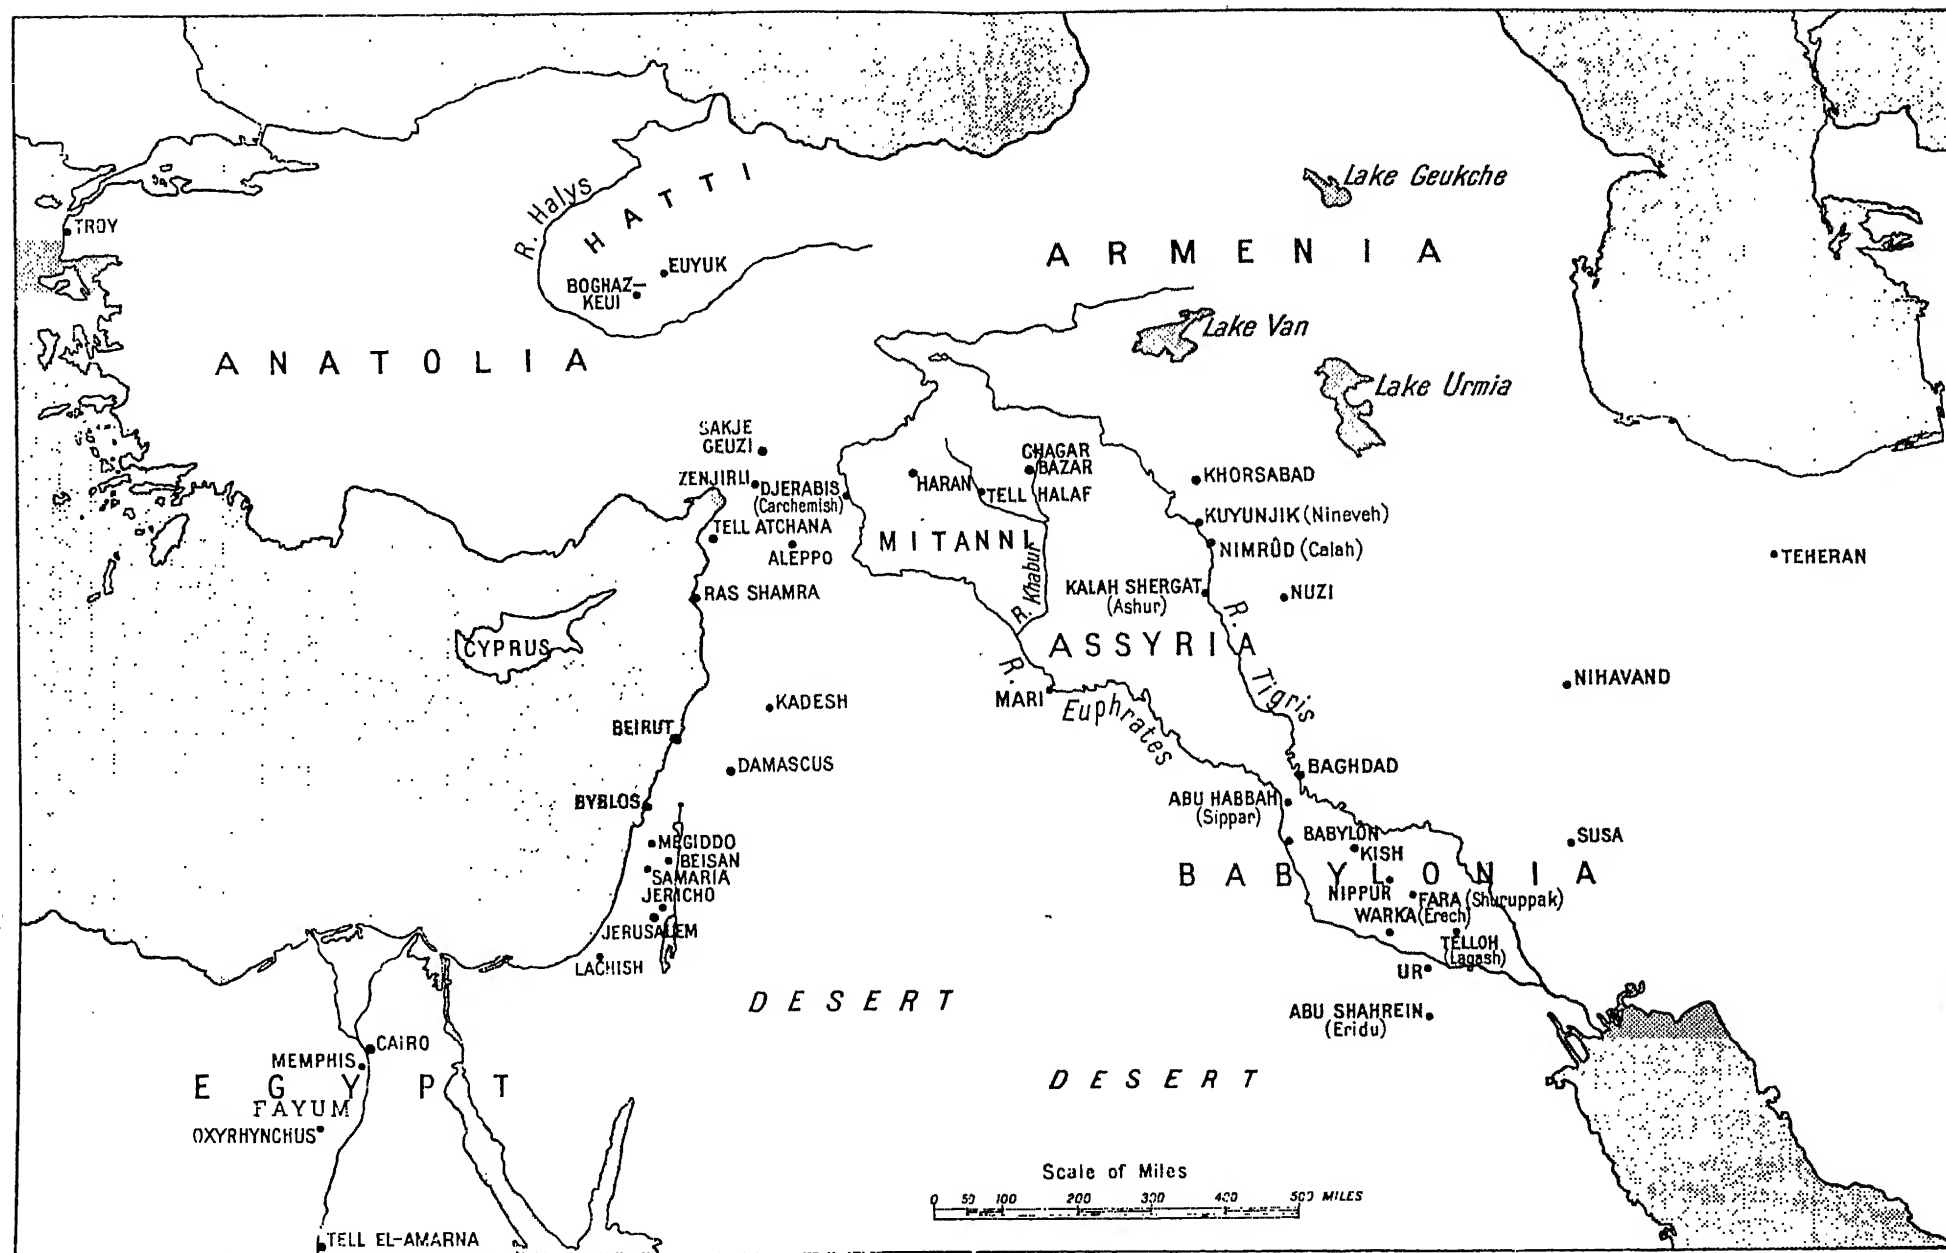 Lake Geukche
R. Halys
HATTI
TROY
ARMENIA
EUYUK
BOGHAZ-
KEUI
Lake Van
ANATOLIA
Lake Urmia
SAKJE
GEUZI
CHAGAR
BAZAR
ZENJIRLI
DJERABIS
(Carchemish)
HARAN
TELL HALAF
KHORSABAD
KUYUNJIK (Nineveh)
TELL ATCHANA
ALEPPO
MITANNI
NIMRÛD (Calah)
TEHERAN
RAS SHAMRA
R. Khabur
KALAH SHERGAT
(Ashur)
NUZI
CYPRUS
ASSYRIA
R. Tigris
NIHAVAND
MARI
R. Euphrates
KADESH
BEIRUT
DAMASCUS
BAGHDAD
BYBLOS
ABU HABBAH
(Sippar)
MEGIDDO
BEISAN
SAMARIA
JERICHO
JERUSALEM
LACHISH
BABYLON
KISH
SUSA
BABYLONIA
NIPPUR
FARA (Shuruppak)
WARKA (Erech)
TELLOH
(Lagash)
UR
ABU SHAHREIN
(Eridu)
DESERT
DESERT
CAIRO
MEMPHIS
EGYPT
FAYUM
OXYRHYNCHUS
TELL EL-AMARNA
Scale of Miles
0 50 100 200 300 400 500 MILES